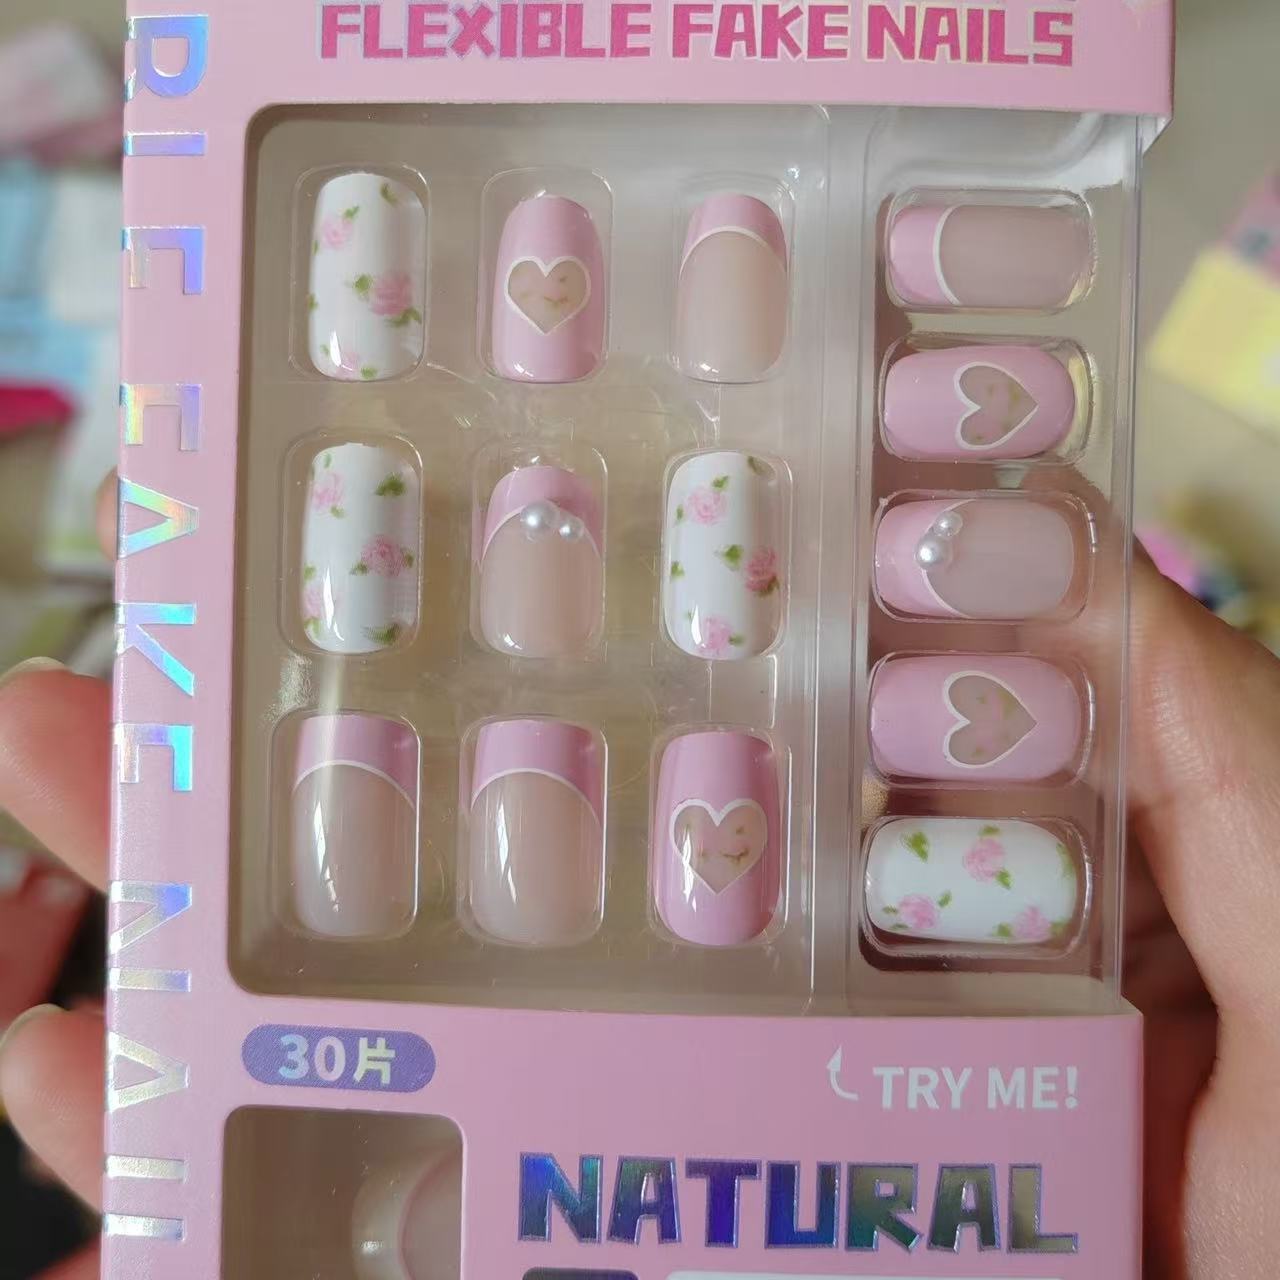 FLEXIBLE FAKE NAILS
30片
TRY ME!
NATURAL